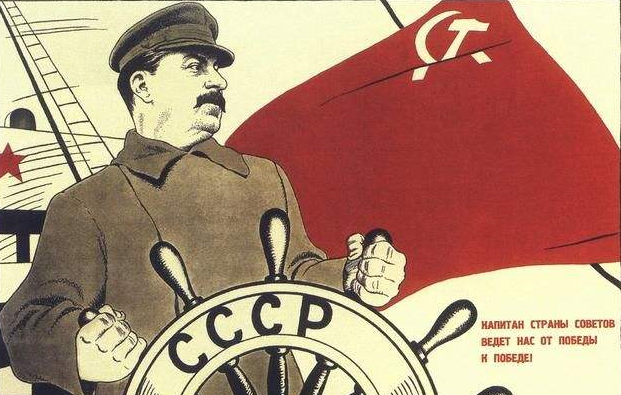 СССР
КАПИТАН СТРАНЫ СОВЕТОВ
ВЕДЕТ НАС ОТ ПОБЕДЫ
К ПОБЕДЕ!